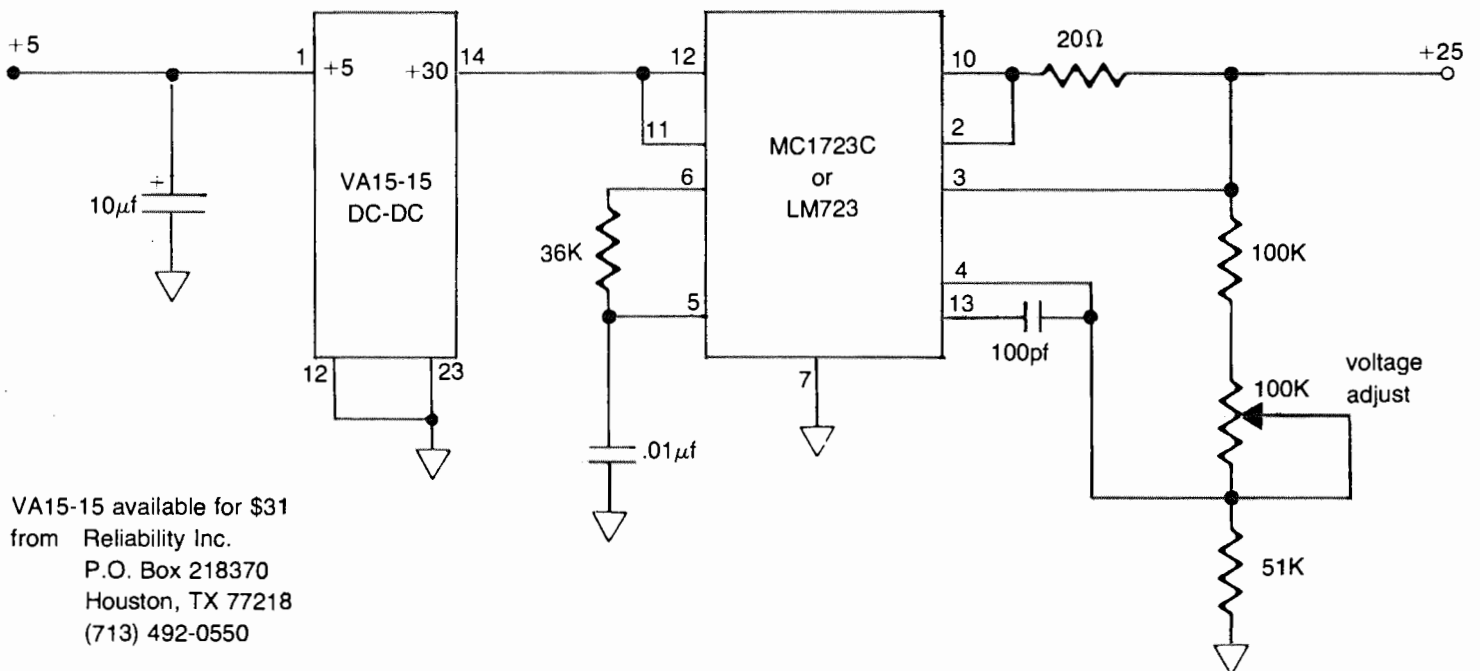 +5
1
+5
+30
14
10µf
+
VA15-15
DC-DC
12
23
12
11
6
5
36K
.01µf
MC1723C
or
LM723
7
10
2
3
4
13
20Ω
+25
100pf
100K
100K
voltage
adjust
51K
VA15-15 available for $31
from Reliability Inc.
P.O. Box 218370
Houston, TX 77218
(713) 492-0550